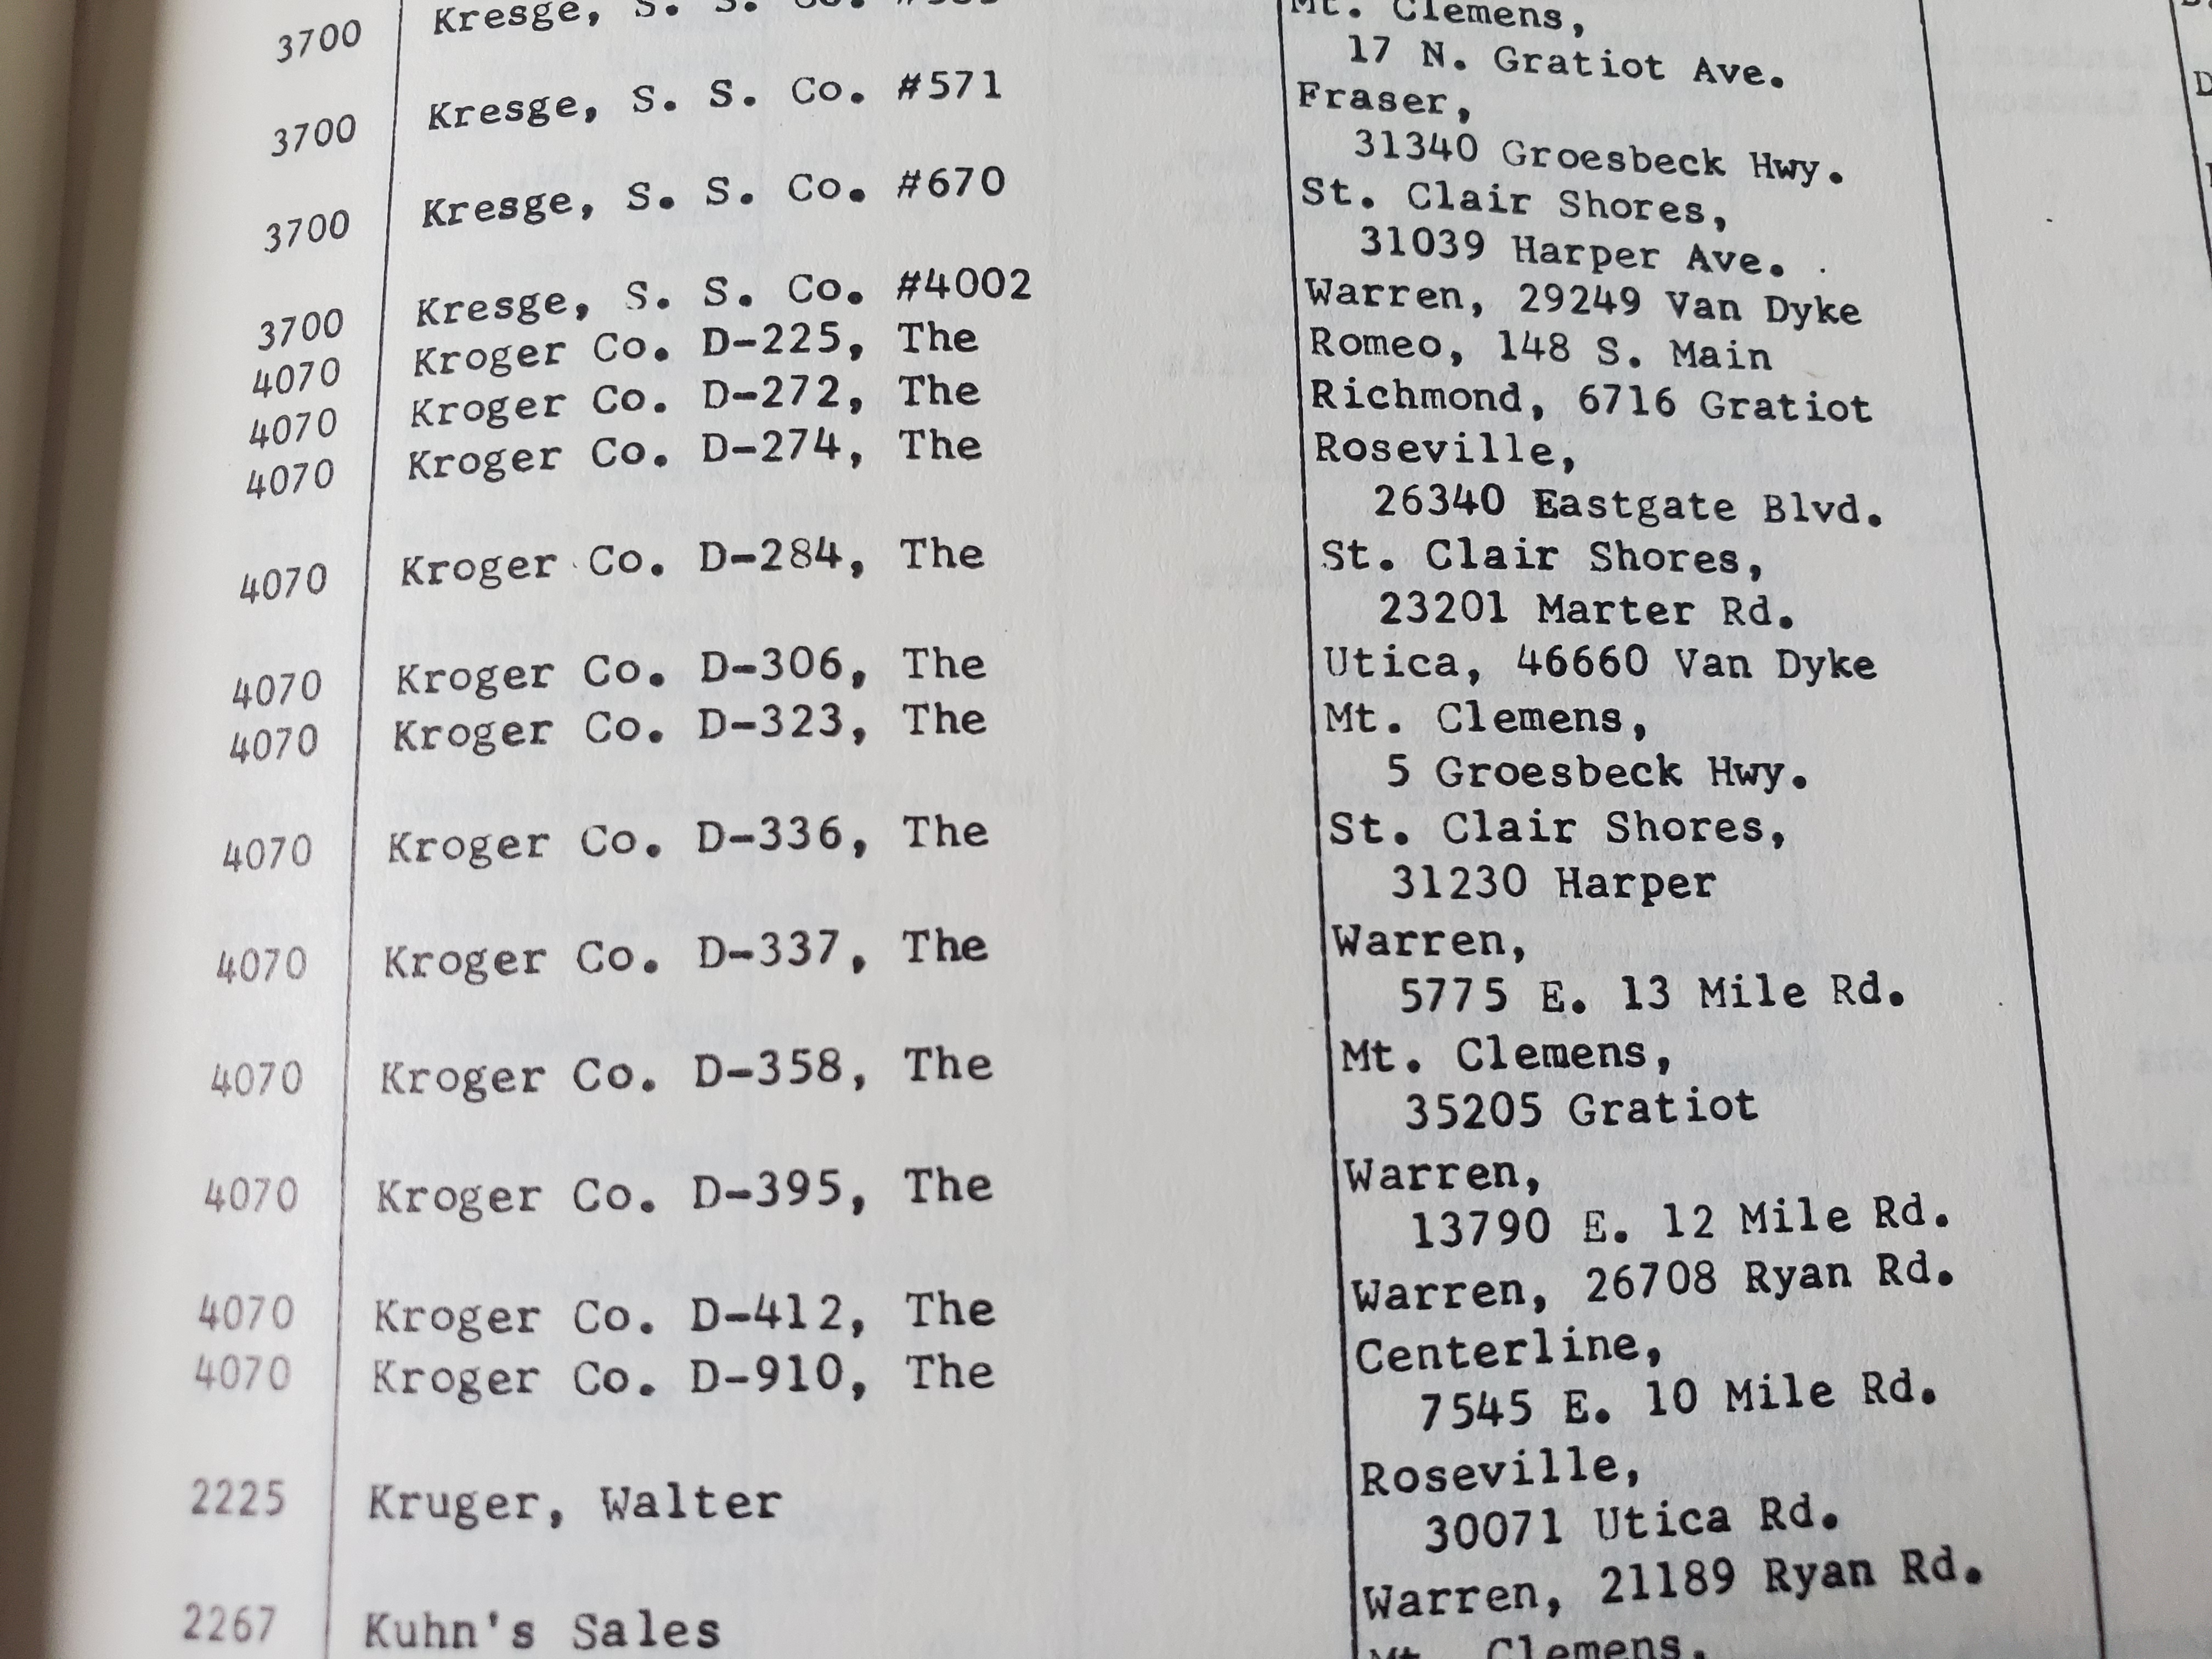 3700 Kresge, S. S. Co. Mt. Clemens,
17 N. Gratiot Ave.
3700 Kresge, S. S. Co. #571 Fraser,
31340 Groesbeck Hwy.
3700 Kresge, S. S. Co. #670 St. Clair Shores,
31039 Harper Ave.
3700 Kresge, S. S. Co. #4002 Warren, 29249 Van Dyke
4070 Kroger Co. D-225, The Romeo, 148 S. Main
4070 Kroger Co. D-272, The Richmond, 6716 Gratiot
4070 Kroger Co. D-274, The Roseville,
26340 Eastgate Blvd.
4070 Kroger Co. D-284, The St. Clair Shores,
23201 Marter Rd.
4070 Kroger Co. D-306, The Utica, 46660 Van Dyke
4070 Kroger Co. D-323, The Mt. Clemens,
5 Groesbeck Hwy.
4070 Kroger Co. D-336, The St. Clair Shores,
31230 Harper
4070 Kroger Co. D-337, The Warren,
5775 E. 13 Mile Rd.
4070 Kroger Co. D-358, The Mt. Clemens,
35205 Gratiot
4070 Kroger Co. D-395, The Warren,
13790 E. 12 Mile Rd.
4070 Kroger Co. D-412, The Warren, 26708 Ryan Rd.
4070 Kroger Co. D-910, The Centerline,
7545 E. 10 Mile Rd.
2225 Kruger, Walter Roseville,
30071 Utica Rd.
2267 Kuhn's Sales Warren, 21189 Ryan Rd.
Mt. Clemens,